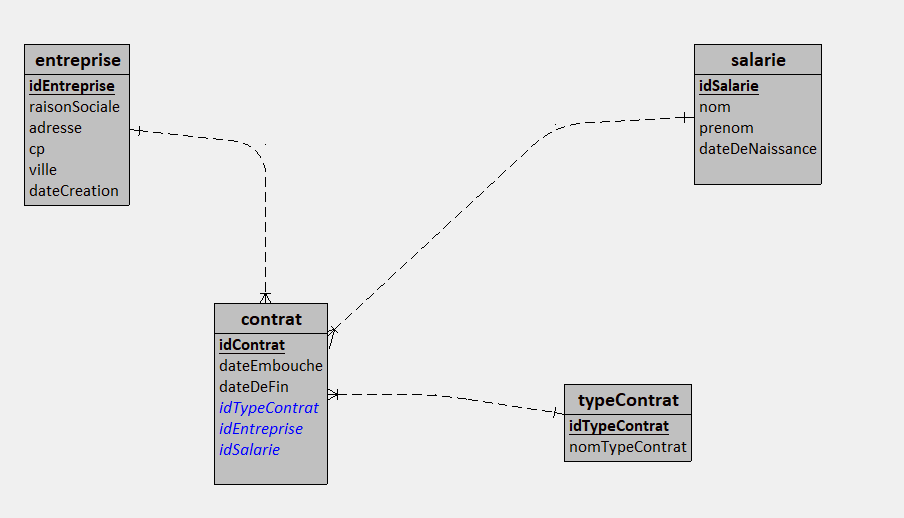 entreprise
idEntreprise
raisonSociale
adresse
cp
ville
dateCreation
salarie
idSalarie
nom
prenom
dateDeNaissance
contrat
idContrat
dateEmbouche
dateDeFin
idTypeContrat
idEntreprise
idSalarie
typeContrat
idTypeContrat
nomTypeContrat